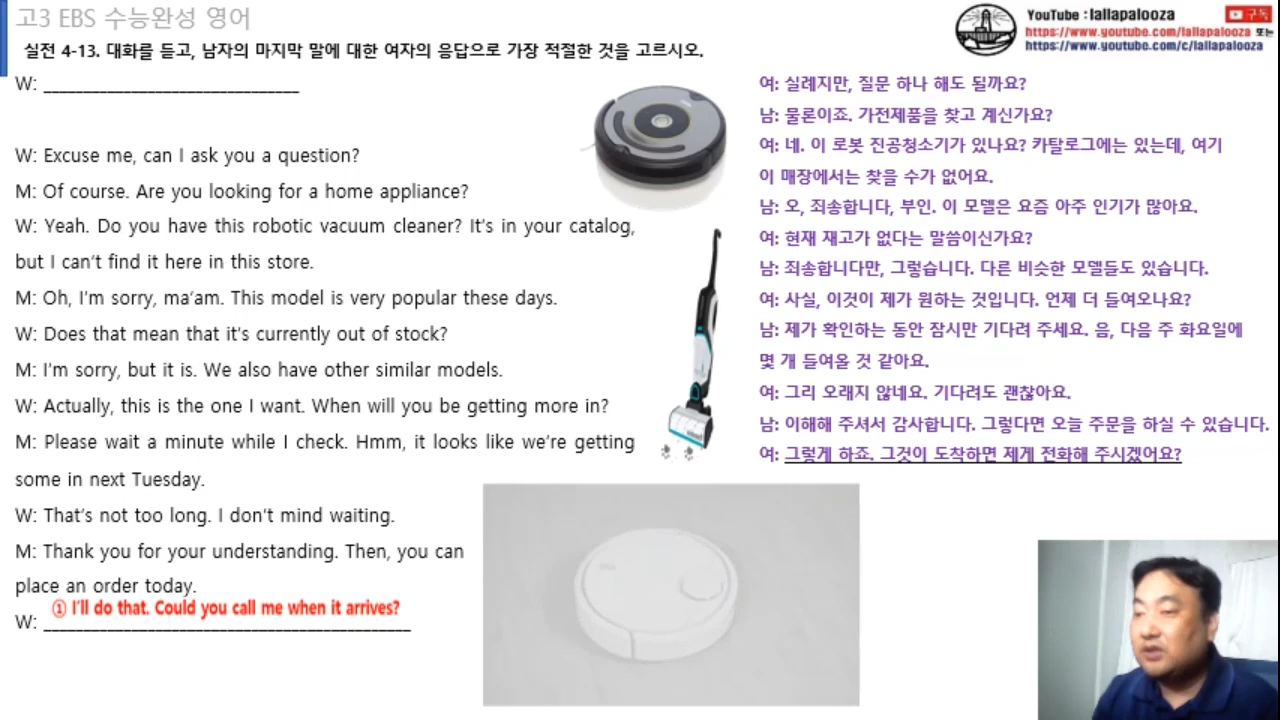 고3 EBS 수능완성 영어
실전 4-13. 대화를 듣고, 남자의 마지막 말에 대한 여자의 응답으로 가장 적절한 것을 고르시오.
YouTube : lallapalooza
구독
https://www.youtube.com/lallapalooza 또는
https://www.youtube.com/c/lallapalooza
W: ________________________________
W: Excuse me, can I ask you a question?
M: Of course. Are you looking for a home appliance?
W: Yeah. Do you have this robotic vacuum cleaner? It's in your catalog,
but I can't find it here in this store.
M: Oh, I'm sorry, ma'am. This model is very popular these days.
W: Does that mean that it's currently out of stock?
M: I'm sorry, but it is. We also have other similar models.
W: Actually, this is the one I want. When will you be getting more in?
M: Please wait a minute while I check. Hmm, it looks like we're getting
some in next Tuesday.
W: That's not too long. I don't mind waiting.
M: Thank you for your understanding. Then, you can
place an order today.
① I'll do that. Could you call me when it arrives?
W: ______________________________________________
여: 실례지만, 질문 하나 해도 될까요?
남: 물론이죠. 가전제품을 찾고 계신가요?
여: 네. 이 로봇 진공청소기가 있나요? 카탈로그에는 있는데, 여기
이 매장에서는 찾을 수가 없어요.
남: 오, 죄송합니다, 부인. 이 모델은 요즘 아주 인기가 많아요.
여: 현재 재고가 없다는 말씀이신가요?
남: 죄송합니다만, 그렇습니다. 다른 비슷한 모델들도 있습니다.
여: 사실, 이것이 제가 원하는 것입니다. 언제 더 들여오나요?
남: 제가 확인하는 동안 잠시만 기다려 주세요. 음, 다음 주 화요일에
몇 개 들여올 것 같아요.
여: 그리 오래지 않네요. 기다려도 괜찮아요.
남: 이해해 주셔서 감사합니다. 그렇다면 오늘 주문을 하실 수 있습니다.
여: 그렇게 하죠. 그것이 도착하면 제게 전화해 주시겠어요?